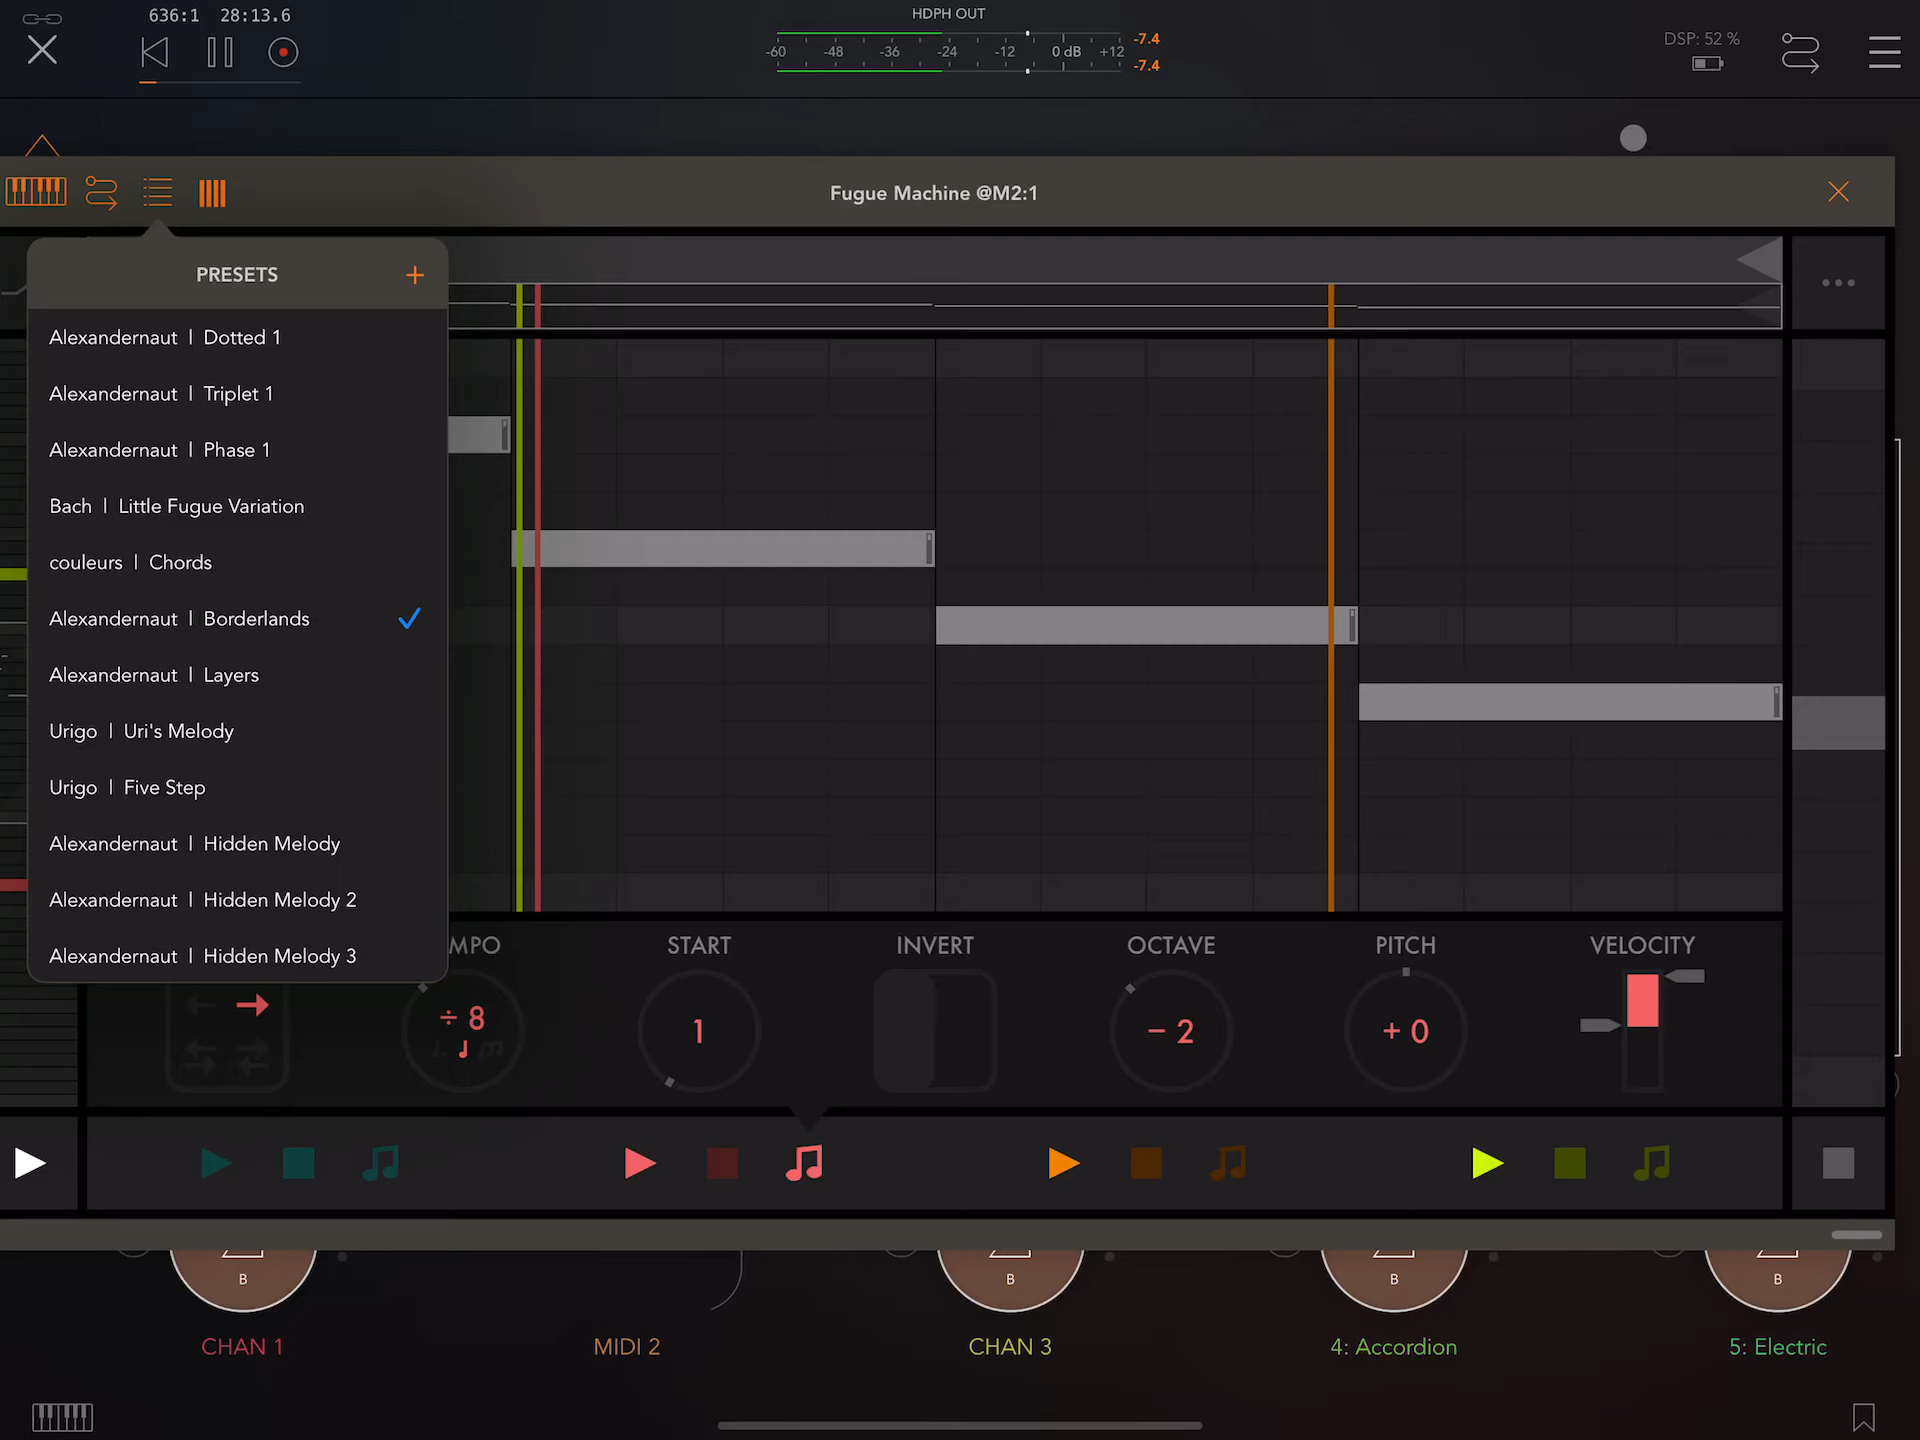 636:1 28:13.6
HDPH OUT
-60 -48 -36 -24 -12 0 dB +12
-7.4
-7.4
DSP: 52 %
Fugue Machine @M2:1
PRESETS +
Alexandernaut | Dotted 1
Alexandernaut | Triplet 1
Alexandernaut | Phase 1
Bach | Little Fugue Variation
couleurs | Chords
Alexandernaut | Borderlands
Alexandernaut | Layers
Urigo | Uri's Melody
Urigo | Five Step
Alexandernaut | Hidden Melody
Alexandernaut | Hidden Melody 2
Alexandernaut | Hidden Melody 3
MPO START INVERT OCTAVE PITCH VELOCITY
÷ 8 1 − 2 + 0
B B B B
CHAN 1 MIDI 2 CHAN 3 4: Accordion 5: Electric